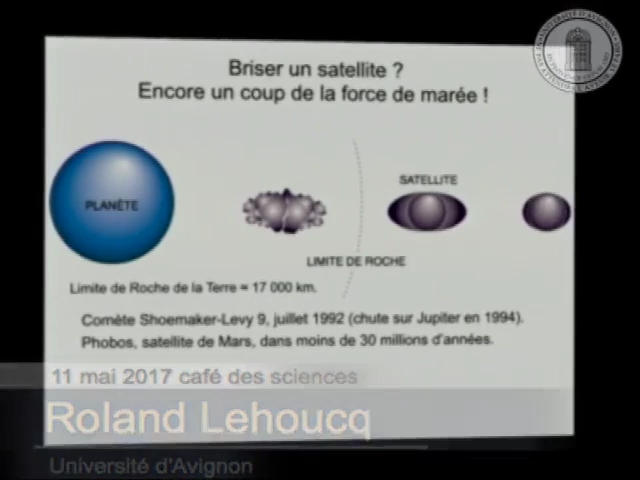 Briser un satellite ?
Encore un coup de la force de marée !
PLANÈTE
SATELLITE
LIMITE DE ROCHE
Limite de Roche de la Terre = 17 000 km.
Comète Shoemaker-Levy 9, juillet 1992 (chute sur Jupiter en 1994).
Phobos, satellite de Mars, dans moins de 30 millions d'années.
11 mai 2017 café des sciences
Roland Lehoucq
Université d'Avignon